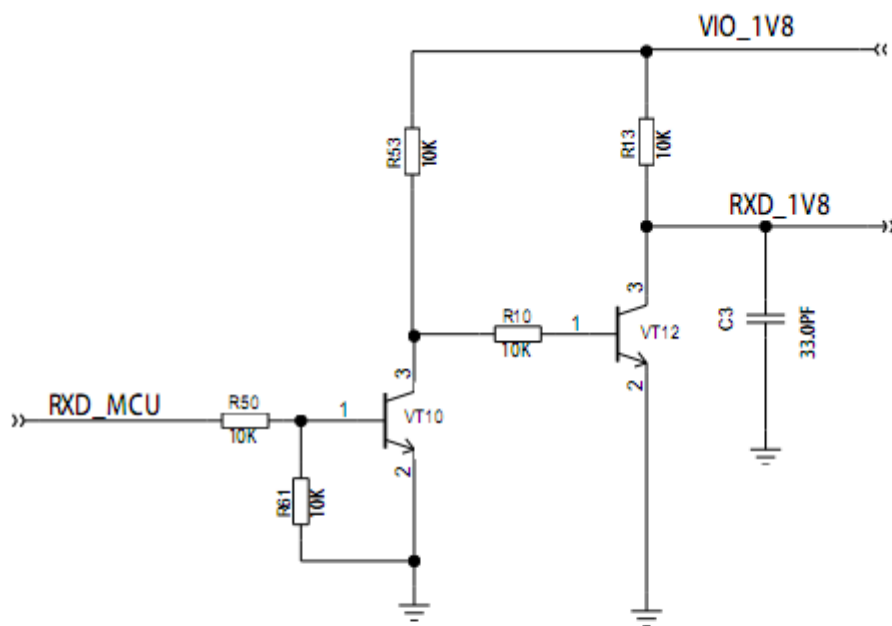 VIO_1V8
R53
10K
R13
10K
RXD_1V8
3
R10
1
10K
VT12
C3
33.0PF
3
2
RXD_MCU
R50
10K
1
VT10
2
R61
10K